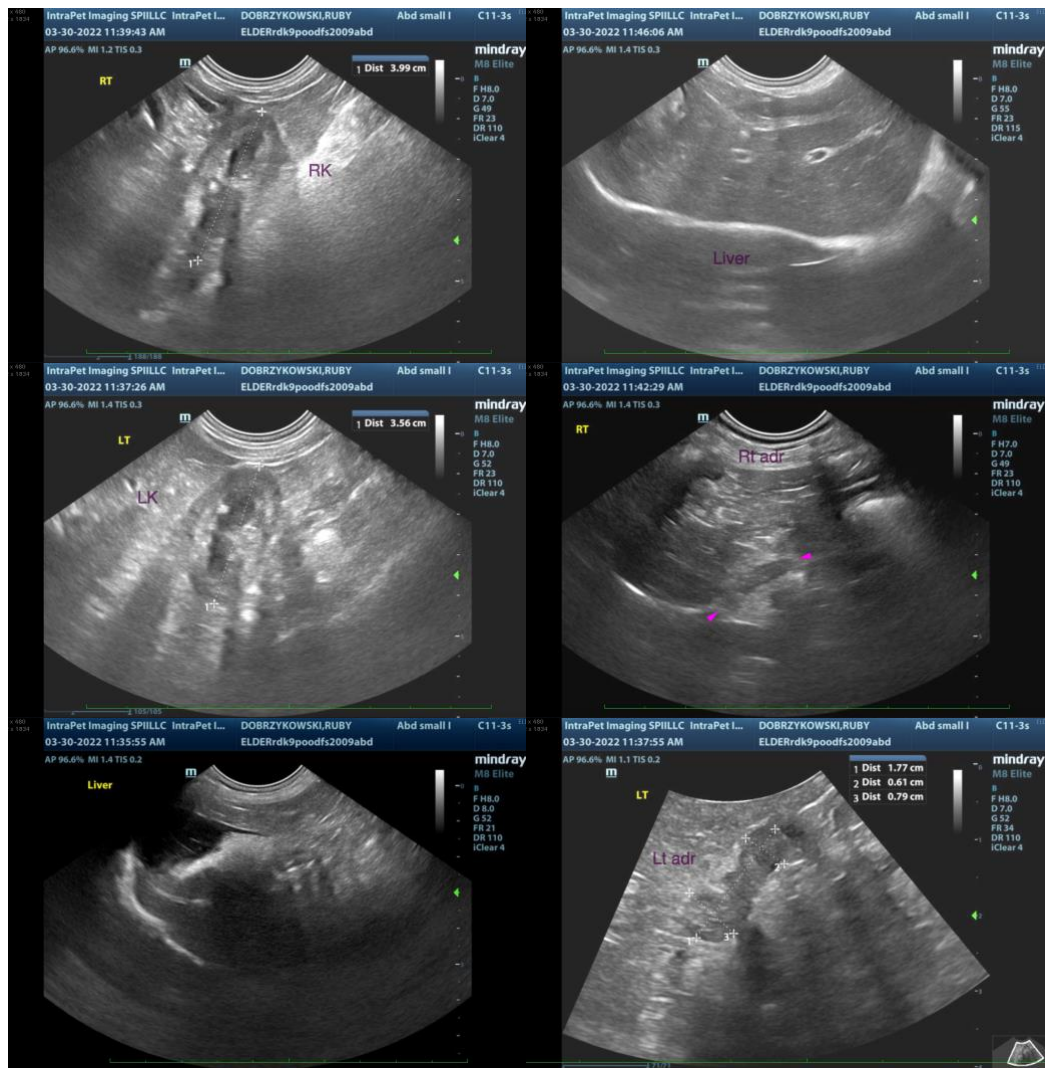 IntraPet Imaging SPIILLC IntraPet I... DOBRZYKOWSKI,RUBY Abd small I C11-3s
03-30-2022 11:39:43 AM ELDERrdk9poodfs2009abd
AP 96.6% MI 1.2 TIS 0.3
mindray
M8 Elite
m
1 Dist 3.99 cm
RT
B
F H8.0
D 7.0
G 49
FR 23
DR 110
iClear 4
RK
1
188/188
IntraPet Imaging SPIILLC IntraPet I... DOBRZYKOWSKI,RUBY Abd small I C11-3s
03-30-2022 11:46:06 AM ELDERrdk9poodfs2009abd
AP 96.6% MI 1.2 TIS 0.3
mindray
M8 Elite
m
B
F H8.0
D 7.0
G 55
FR 23
DR 115
iClear 4
Liver
IntraPet Imaging SPIILLC IntraPet I... DOBRZYKOWSKI,RUBY Abd small I C11-3s
03-30-2022 11:37:26 AM ELDERrdk9poodfs2009abd
AP 96.6% MI 1.4 TIS 0.3
mindray
M8 Elite
m
1 Dist 3.56 cm
LT
B
F H8.0
D 7.0
G 52
FR 23
DR 110
iClear 4
LK
1
105/105
IntraPet Imaging SPIILLC IntraPet I... DOBRZYKOWSKI,RUBY Abd small I C11-3s
03-30-2022 11:42:29 AM ELDERrdk9poodfs2009abd
AP 96.6% MI 1.4 TIS 0.3
mindray
M8 Elite
m
RT
B
F H7.0
D 7.0
G 49
FR 23
DR 110
iClear 4
Rt adr
IntraPet Imaging SPIILLC IntraPet I... DOBRZYKOWSKI,RUBY Abd small I C11-3s
03-30-2022 11:35:55 AM ELDERrdk9poodfs2009abd
AP 96.6% MI 1.4 TIS 0.2
mindray
M8 Elite
m
Liver
B
F H8.0
D 8.0
G 52
FR 21
DR 110
iClear 4
IntraPet Imaging SPIILLC IntraPet I... DOBRZYKOWSKI,RUBY Abd small I C11-3s
03-30-2022 11:37:55 AM ELDERrdk9poodfs2009abd
AP 96.6% MI 1.1 TIS 0.2
mindray
M8 Elite
m
1 Dist 1.77 cm
2 Dist 0.61 cm
3 Dist 0.79 cm
LT
B
F H8.0
D 7.0
G 52
FR 34
DR 110
iClear 4
Lt adr
1
2
3
71/71